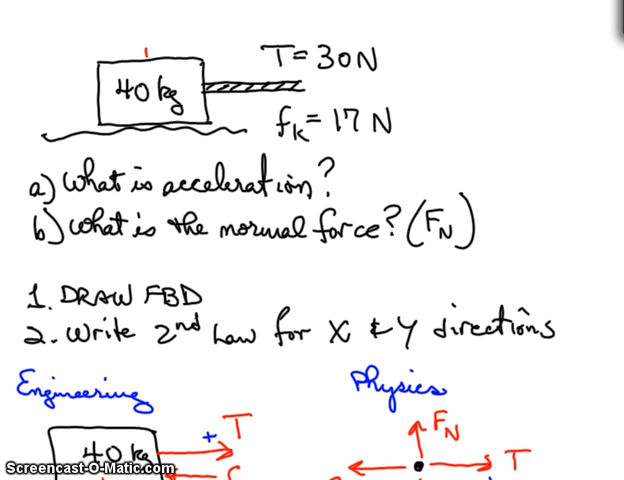 T = 30N
40 kg
fk = 17 N
a) What is acceleration?
b) What is the normal force? (FN)
1. DRAW FBD
2. Write 2nd Law for X & Y directions
Engineering
Physics
+ T
FN
40 kg
T
Screencast-O-Matic.com